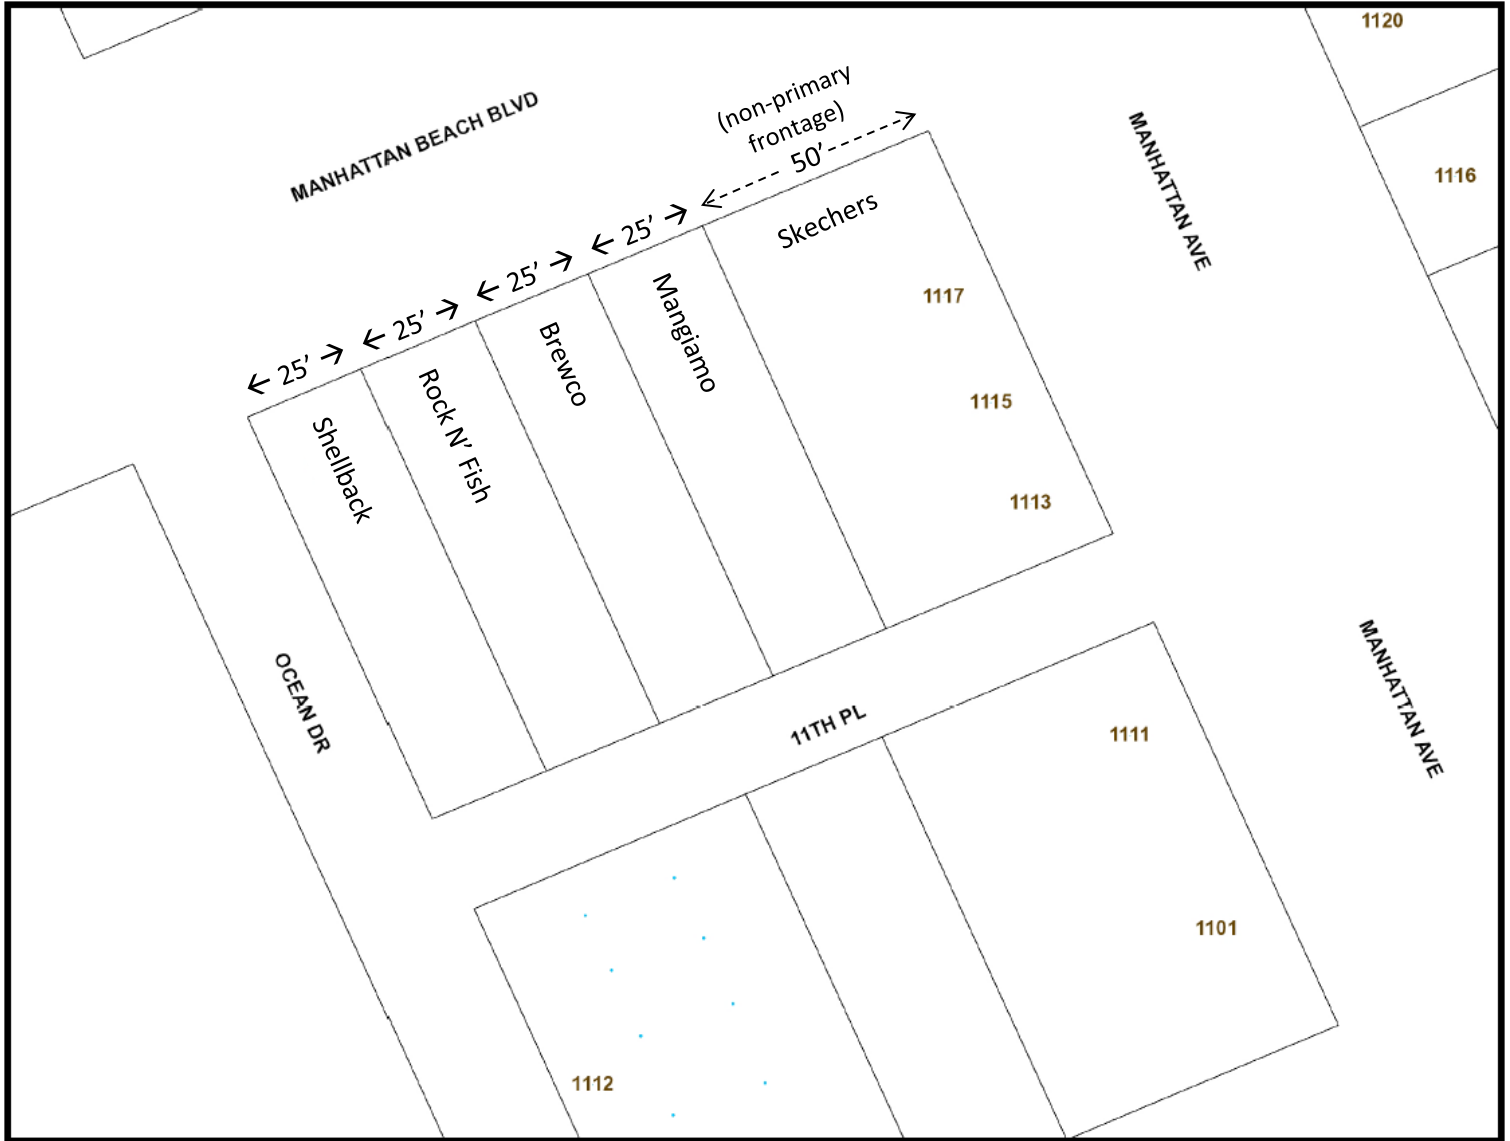 1120
MANHATTAN BEACH BLVD
(non-primary
frontage)
50’
MANHATTAN AVE
1116
Skechers
← 25’ →
← 25’ →
← 25’ →
← 25’ →
1117
Mangiamo
Brewco
Rock N’ Fish
Shellback
1115
1113
OCEAN DR
11TH PL
MANHATTAN AVE
1111
1101
1112